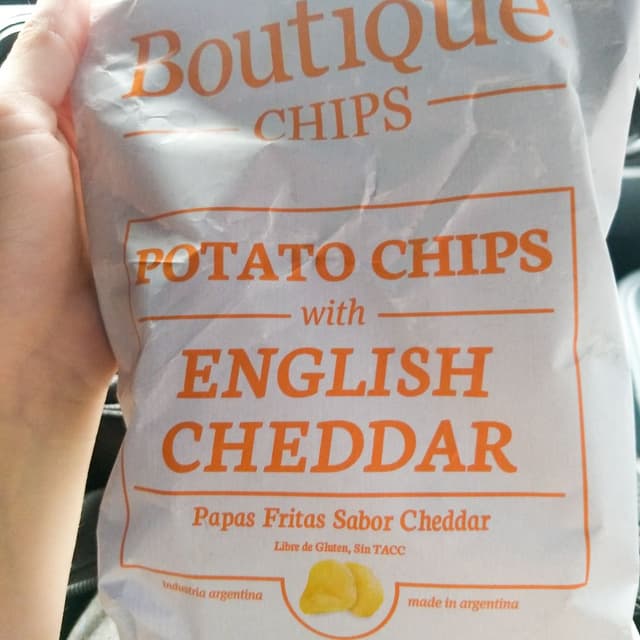 Boutique
CHIPS
POTATO CHIPS
with
ENGLISH
CHEDDAR
Papas Fritas Sabor Cheddar
Libre de Gluten, Sin TACC
industria argentina
made in argentina